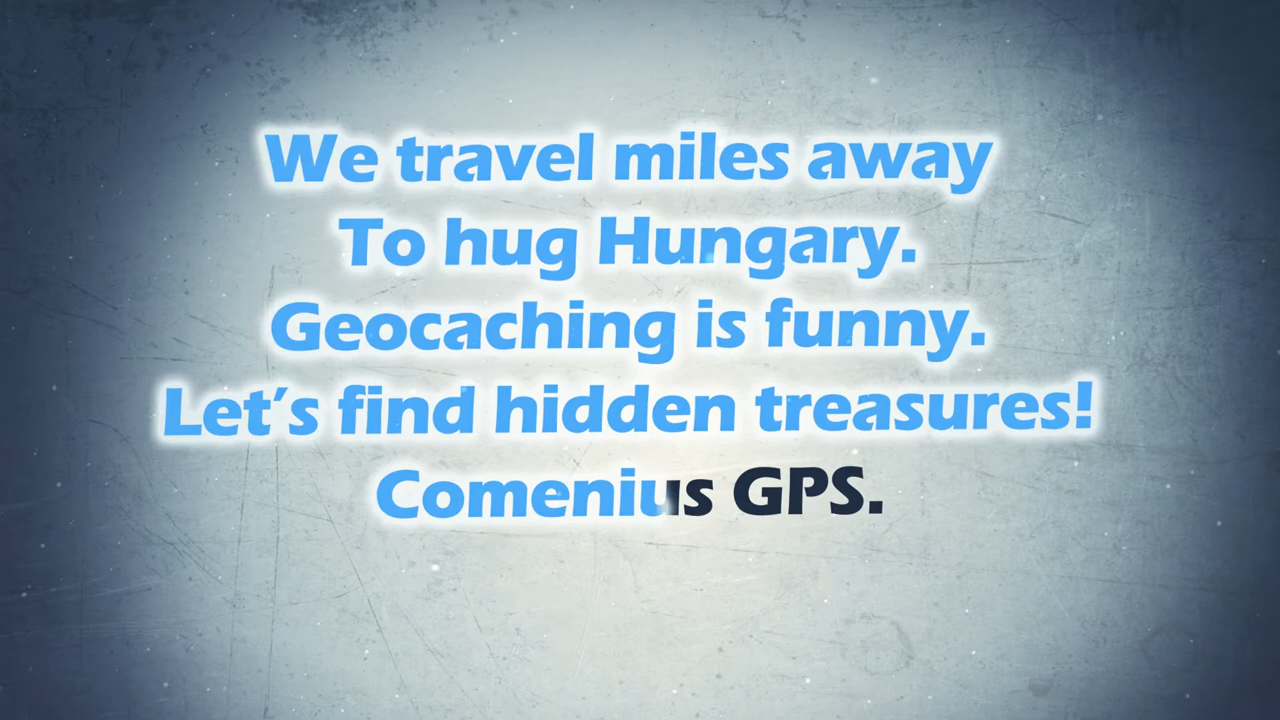 We travel miles away
To hug Hungary.
Geocaching is funny.
Let's find hidden treasures!
Comenius GPS.